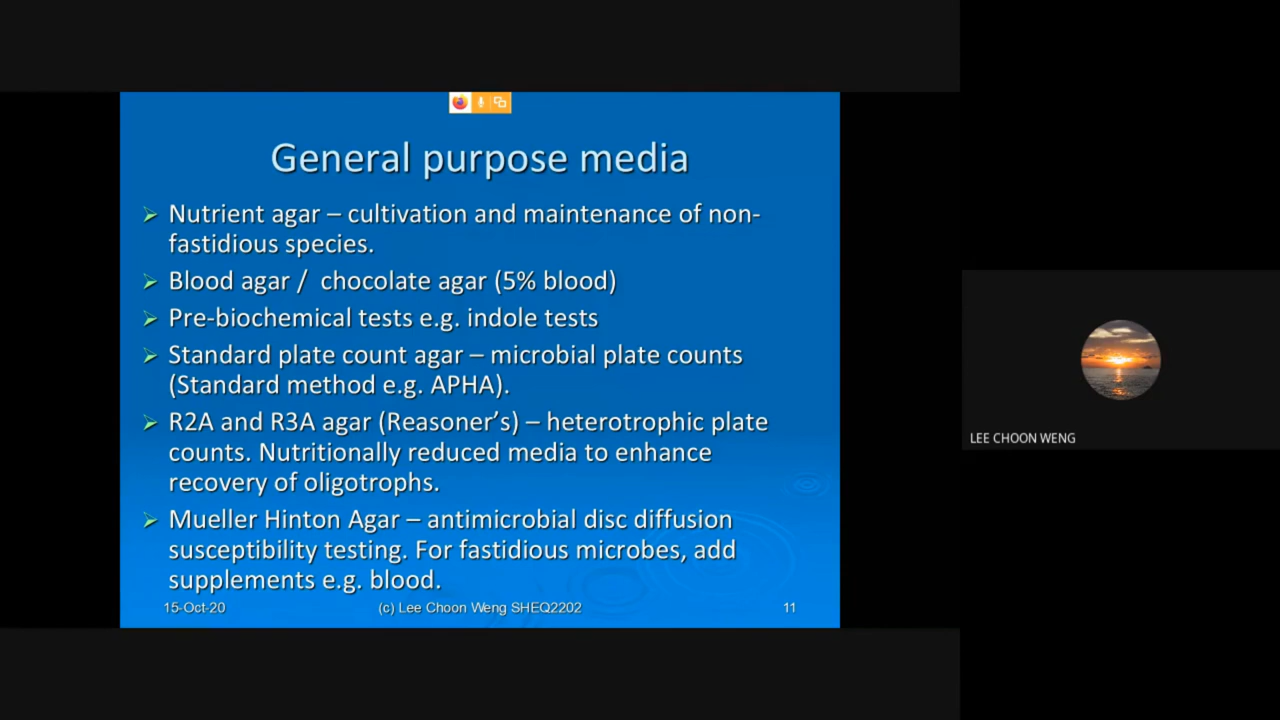 General purpose media
Nutrient agar – cultivation and maintenance of non-
fastidious species.
Blood agar / chocolate agar (5% blood)
Pre-biochemical tests e.g. indole tests
Standard plate count agar – microbial plate counts
(Standard method e.g. APHA).
R2A and R3A agar (Reasoner’s) – heterotrophic plate
counts. Nutritionally reduced media to enhance
recovery of oligotrophs.
Mueller Hinton Agar – antimicrobial disc diffusion
susceptibility testing. For fastidious microbes, add
supplements e.g. blood.
15-Oct-20 (c) Lee Choon Weng SHEQ2202 11
LEE CHOON WENG